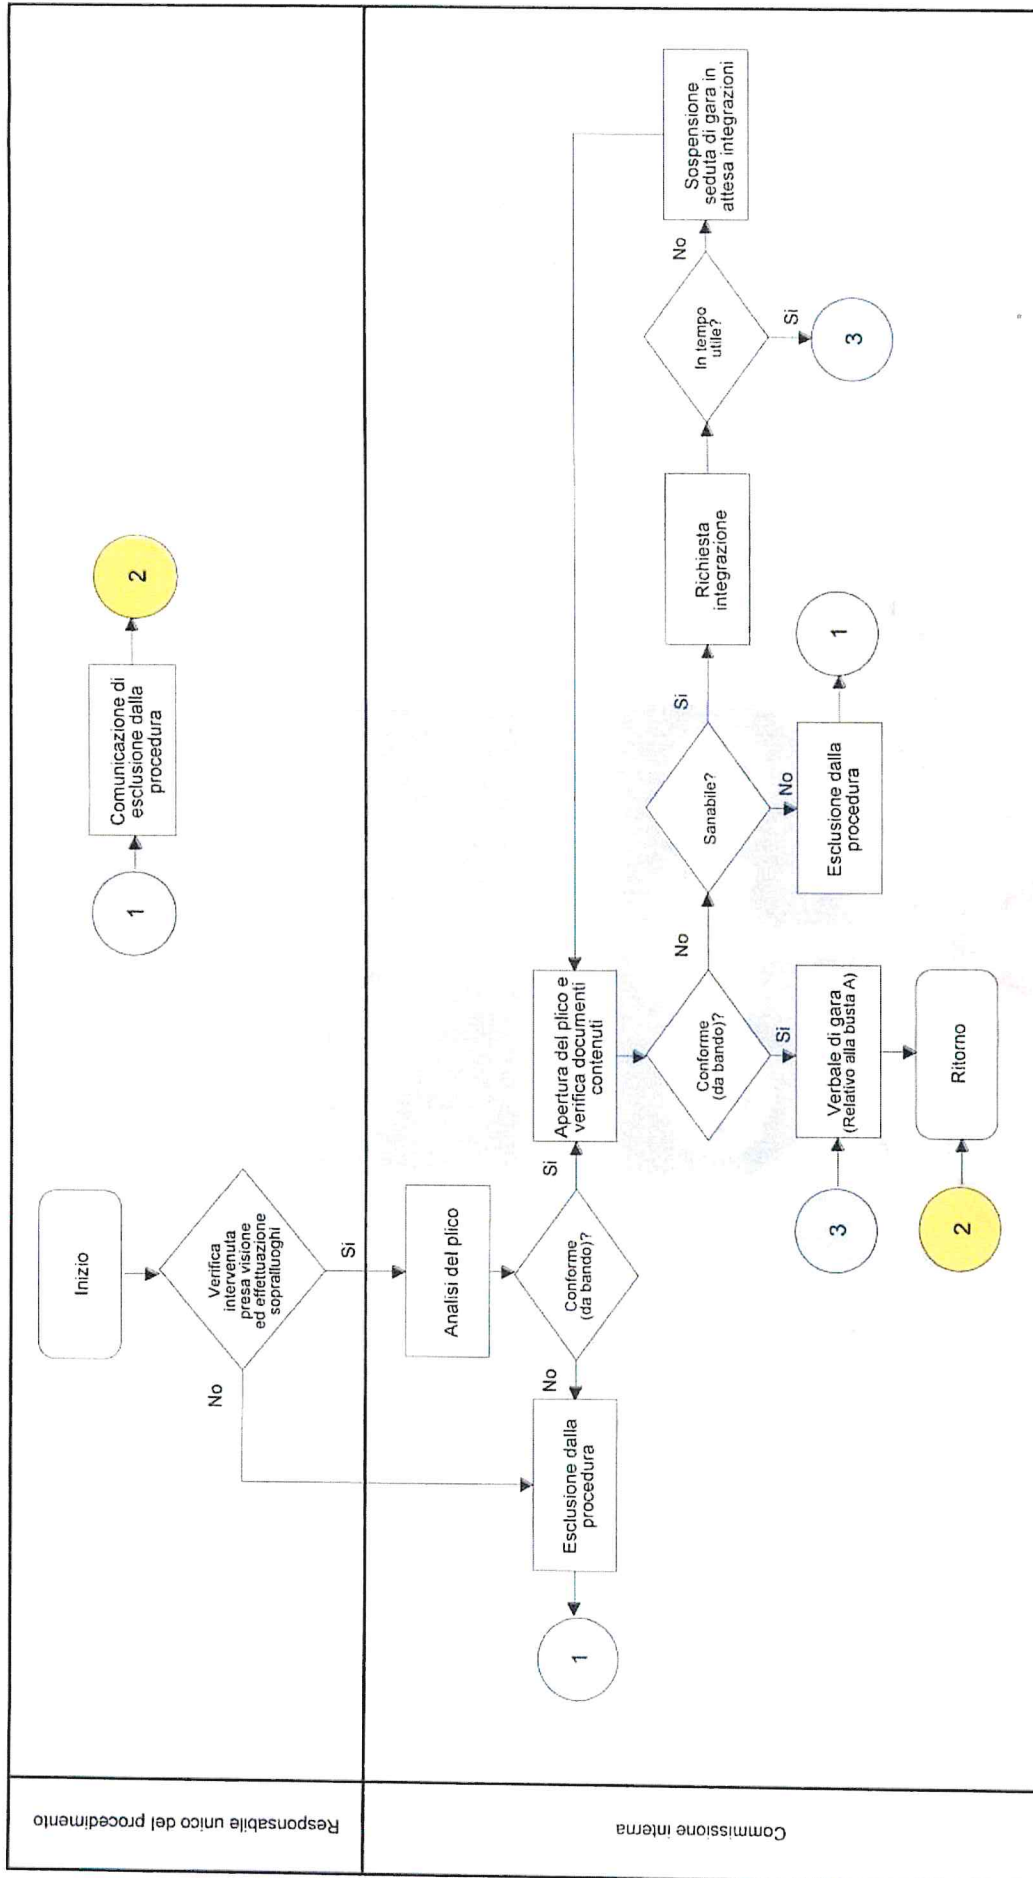 Responsabile unico del procedimento
Inizio
Verifica
intervenuta
presa visione
ed effettuazione
sopralluoghi
No
Si
1
Comunicazione di
esclusione dalla
procedura
2
Commissione interna
1
Esclusione dalla
procedura
No
Analisi del plico
Conforme
(da bando)?
Si
Apertura del plico e
verifica documenti
contenuti
Conforme
(da bando)?
No
Si
3
Verbale di gara
(Relativo alla busta A)
2
Ritorno
Sanabile?
Si
No
Esclusione dalla
procedura
1
Richiesta
integrazione
In tempo
utile?
No
Si
3
Sospensione
seduta di gara in
attesa integrazioni